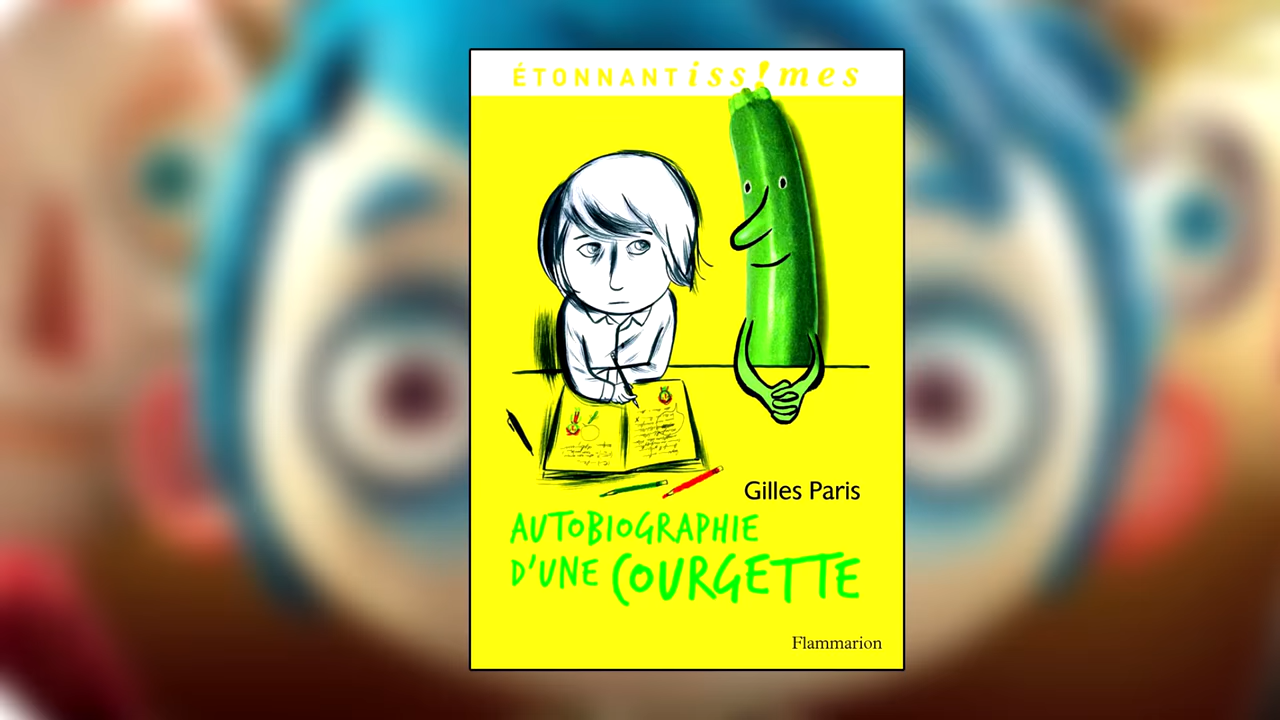 ÉTONNANTiss!mes
Gilles Paris
AUTOBIOGRAPHIE
D'UNE COURGETTE
Flammarion